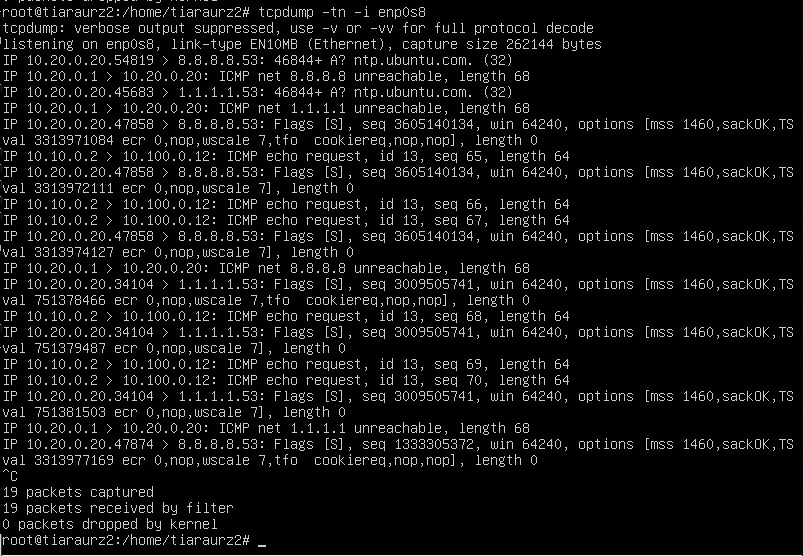 root@tiaraurz2:/home/tiaraurz2# tcpdump -tn -i enp0s8
tcpdump: verbose output suppressed, use -v or -vv for full protocol decode
listening on enp0s8, link-type EN10MB (Ethernet), capture size 262144 bytes
IP 10.20.0.20.54819 > 8.8.8.8.53: 46844+ A? ntp.ubuntu.com. (32)
IP 10.20.0.1 > 10.20.0.20: ICMP net 8.8.8.8 unreachable, length 68
IP 10.20.0.20.45683 > 1.1.1.1.53: 46844+ A? ntp.ubuntu.com. (32)
IP 10.20.0.1 > 10.20.0.20: ICMP net 1.1.1.1 unreachable, length 68
IP 10.20.0.20.47858 > 8.8.8.8.53: Flags [S], seq 3605140134, win 64240, options [mss 1460,sackOK,TS
val 3313971084 ecr 0,nop,wscale 7,tfo  cookiereq,nop,nop], length 0
IP 10.10.0.2 > 10.100.0.12: ICMP echo request, id 13, seq 65, length 64
IP 10.20.0.20.47858 > 8.8.8.8.53: Flags [S], seq 3605140134, win 64240, options [mss 1460,sackOK,TS
val 3313972111 ecr 0,nop,wscale 7], length 0
IP 10.10.0.2 > 10.100.0.12: ICMP echo request, id 13, seq 66, length 64
IP 10.10.0.2 > 10.100.0.12: ICMP echo request, id 13, seq 67, length 64
IP 10.20.0.20.47858 > 8.8.8.8.53: Flags [S], seq 3605140134, win 64240, options [mss 1460,sackOK,TS
val 3313974127 ecr 0,nop,wscale 7], length 0
IP 10.20.0.1 > 10.20.0.20: ICMP net 8.8.8.8 unreachable, length 68
IP 10.20.0.20.34104 > 1.1.1.1.53: Flags [S], seq 3009505741, win 64240, options [mss 1460,sackOK,TS
val 751378466 ecr 0,nop,wscale 7,tfo  cookiereq,nop,nop], length 0
IP 10.10.0.2 > 10.100.0.12: ICMP echo request, id 13, seq 68, length 64
IP 10.20.0.20.34104 > 1.1.1.1.53: Flags [S], seq 3009505741, win 64240, options [mss 1460,sackOK,TS
val 751379487 ecr 0,nop,wscale 7], length 0
IP 10.10.0.2 > 10.100.0.12: ICMP echo request, id 13, seq 69, length 64
IP 10.10.0.2 > 10.100.0.12: ICMP echo request, id 13, seq 70, length 64
IP 10.20.0.20.34104 > 1.1.1.1.53: Flags [S], seq 3009505741, win 64240, options [mss 1460,sackOK,TS
val 751381503 ecr 0,nop,wscale 7], length 0
IP 10.20.0.1 > 10.20.0.20: ICMP net 1.1.1.1 unreachable, length 68
IP 10.20.0.20.47874 > 8.8.8.8.53: Flags [S], seq 1333305372, win 64240, options [mss 1460,sackOK,TS
val 3313977169 ecr 0,nop,wscale 7,tfo  cookiereq,nop,nop], length 0
^C
19 packets captured
19 packets received by filter
0 packets dropped by kernel
root@tiaraurz2:/home/tiaraurz2# _